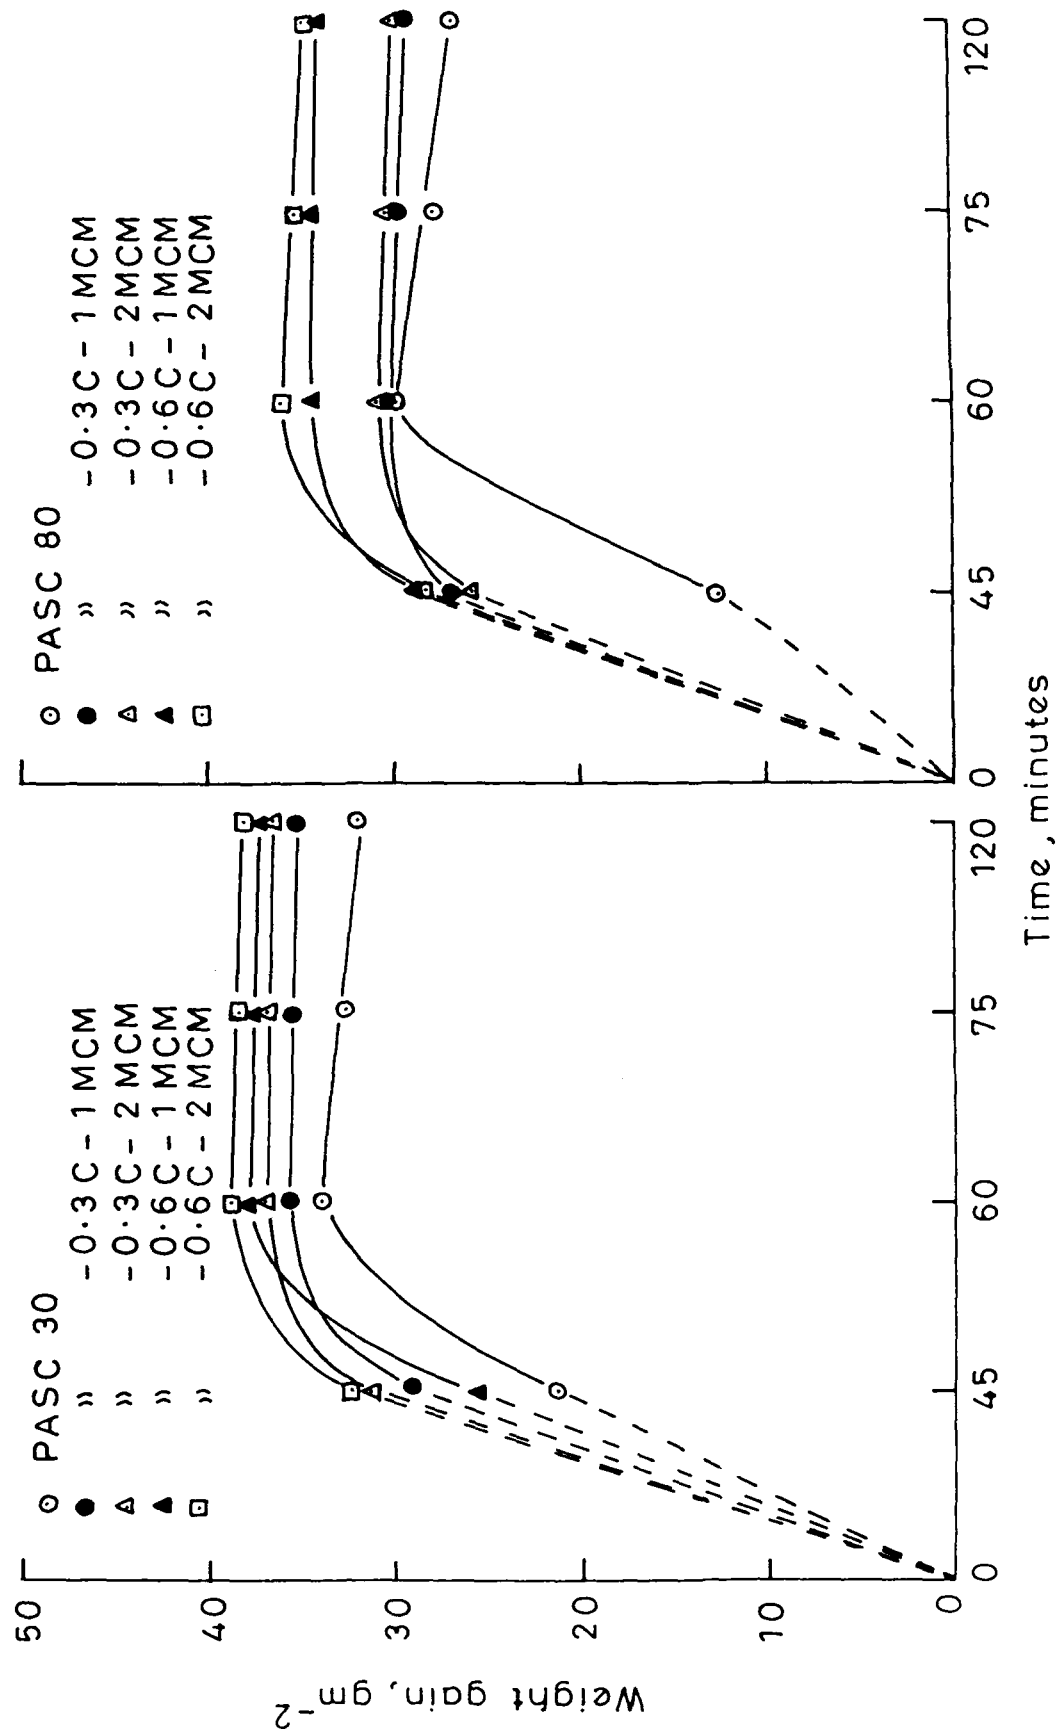 PASC 30
" -0·3C-1MCM
" -0·3C-2MCM
" -0·6C-1MCM
" -0·6C-2MCM
PASC 80
" -0·3C-1MCM
" -0·3C-2MCM
" -0·6C-1MCM
" -0·6C-2MCM
50
40
30
20
10
0
Weight gain, gm⁻²
0 45 60 75 120
0 45 60 75 120
Time, minutes